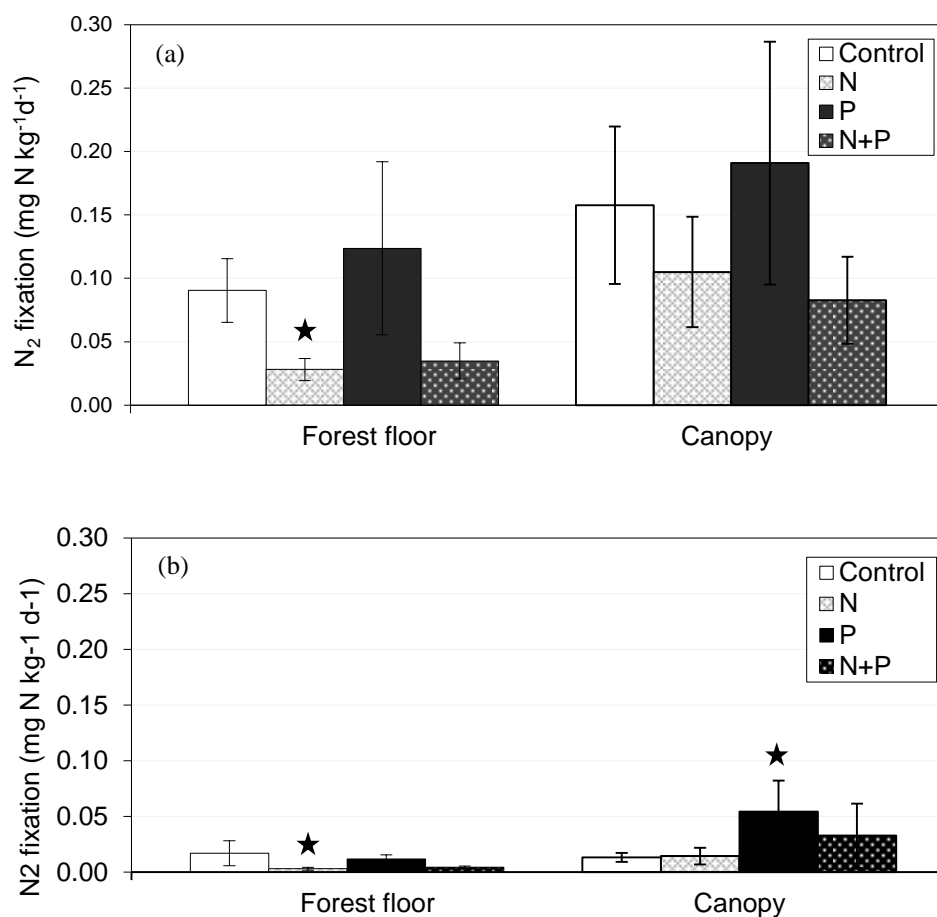 (a)
Control
N
P
N+P
N₂ fixation (mg N kg⁻¹d⁻¹)
0.30
0.25
0.20
0.15
0.10
0.05
0.00
Forest floor Canopy
(b)
Control
N
P
N+P
N2 fixation (mg N kg-1 d-1)
0.30
0.25
0.20
0.15
0.10
0.05
0.00
Forest floor Canopy